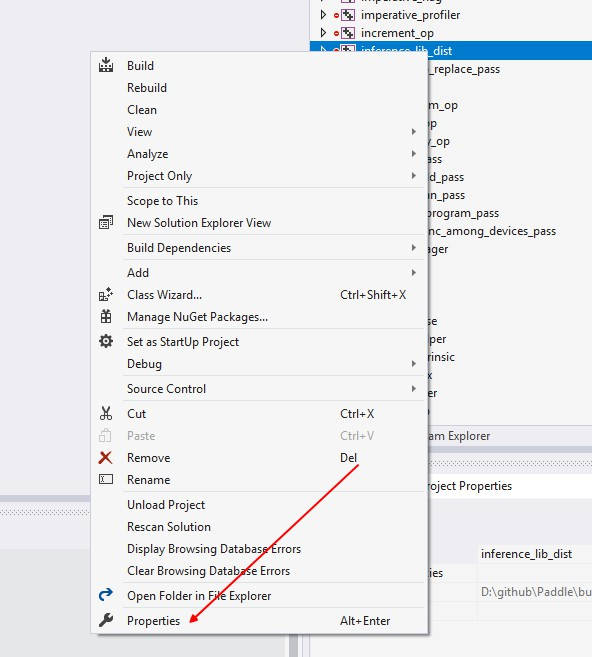 imperative_profiler
increment_op
inference_lib_dist
_replace_pass
m_op
op
y_op
ass
d_pass
n_pass
program_pass
nc_among_devices_pass
ager
se
per
rinsic
x
er
Build
Rebuild
Clean
View
Analyze
Project Only
Scope to This
New Solution Explorer View
Build Dependencies
Add
Class Wizard... Ctrl+Shift+X
Manage NuGet Packages...
Set as StartUp Project
Debug
Source Control
Cut Ctrl+X
Paste Ctrl+V
Remove Del
Rename
Unload Project
Rescan Solution
Display Browsing Database Errors
Clear Browsing Database Errors
Open Folder in File Explorer
Properties Alt+Enter
am Explorer
roject Properties
inference_lib_dist
ies
D:\github\Paddle\bu